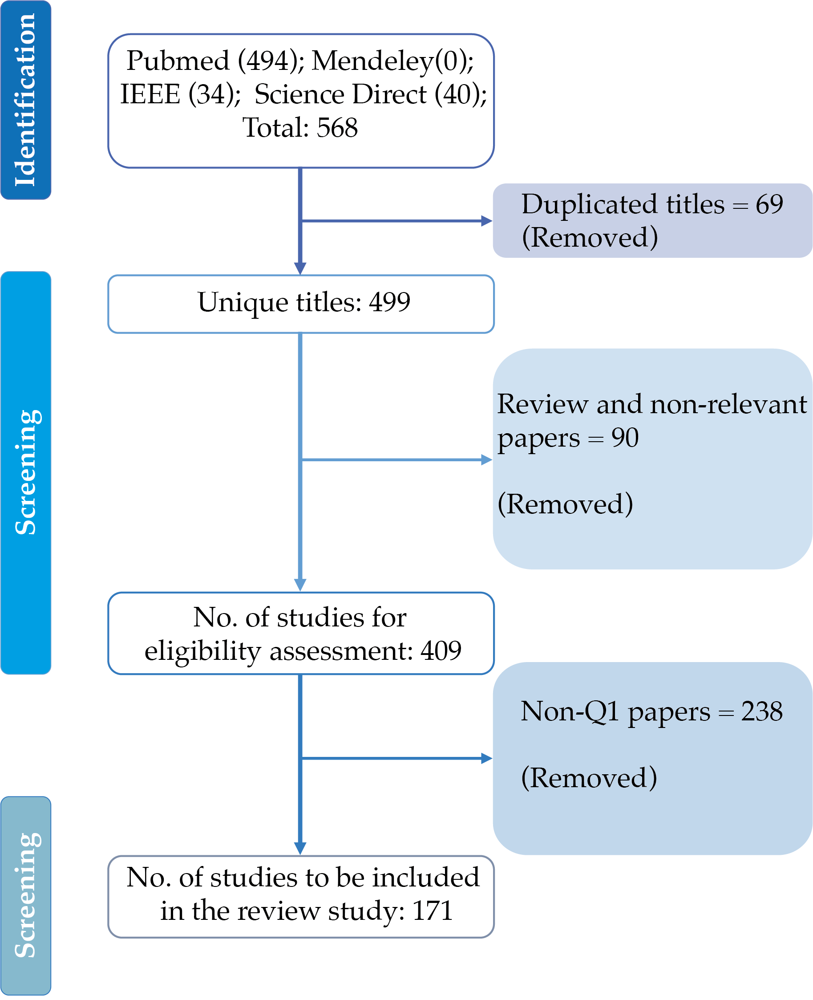 Identification
Pubmed (494); Mendeley(0);
IEEE (34); Science Direct (40);
Total: 568
Duplicated titles = 69
(Removed)
Screening
Unique titles: 499
Review and non-relevant
papers = 90
(Removed)
No. of studies for
eligibility assessment: 409
Non-Q1 papers = 238
(Removed)
Screening
No. of studies to be included
in the review study: 171